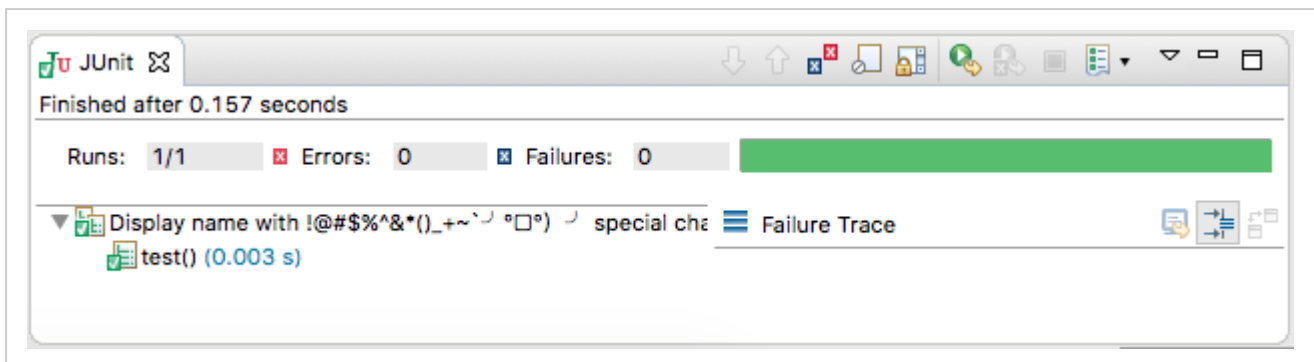 JUnit
Finished after 0.157 seconds
Runs: 1/1 Errors: 0 Failures: 0
Display name with !@#$%^&*()_+~`╯°□°) ╯ special cha
Failure Trace
test() (0.003 s)